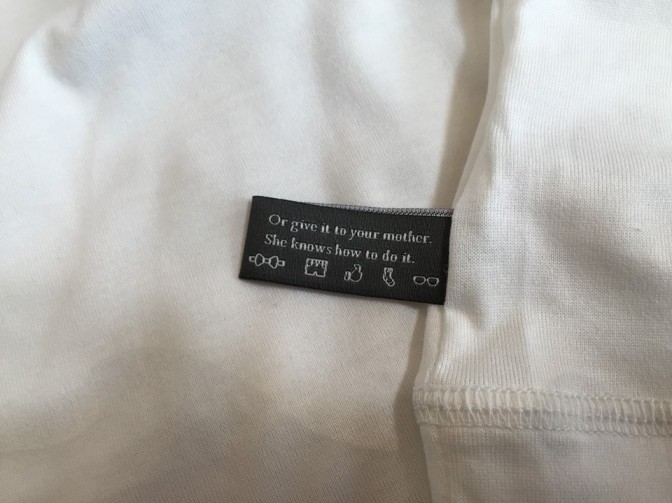 Or give it to your mother.
She knows how to do it.